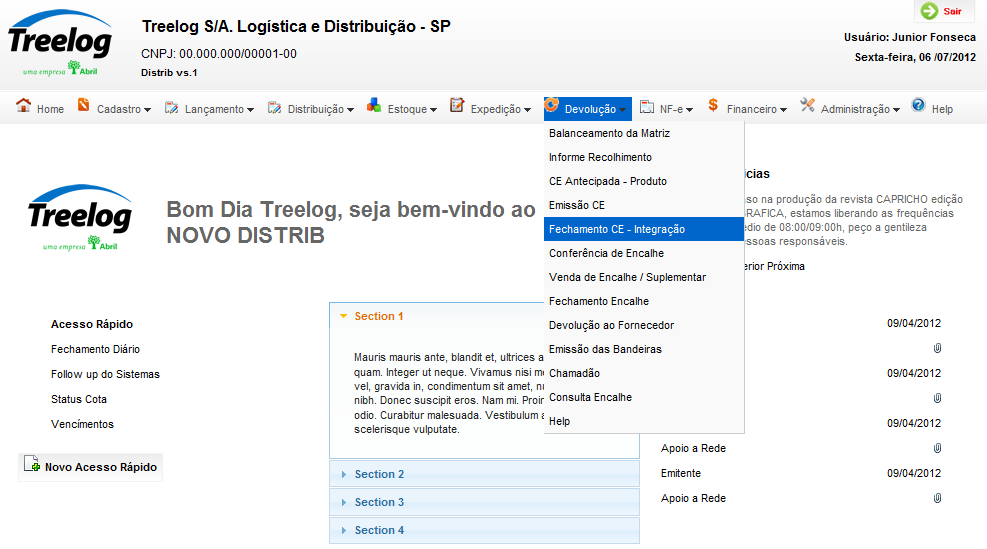 Treelog
uma empresa Abril
Treelog S/A. Logística e Distribuição - SP
CNPJ: 00.000.000/00001-00
Distrib vs.1
Sair
Usuário: Junior Fonseca
Sexta-feira, 06 /07/2012
Home Cadastro Lançamento Distribuição Estoque Expedição Devolução NF-e Financeiro Administração Help
Balanceamento da Matriz
Informe Recolhimento
CE Antecipada - Produto
Emissão CE
Fechamento CE - Integração
Conferência de Encalhe
Venda de Encalhe / Suplementar
Fechamento Encalhe
Devolução ao Fornecedor
Emissão das Bandeiras
Chamadão
Consulta Encalhe
Help
Treelog
uma empresa Abril
Bom Dia Treelog, seja bem-vindo ao
NOVO DISTRIB
icias
so na produção da revista CAPRICHO edição
RAFICA, estamos liberando as frequências
édio de 08:00/09:00h, peço a gentileza
essoas responsáveis.
erior Próxima
Acesso Rápido
Fechamento Diário
Follow up do Sistemas
Status Cota
Vencímentos
Novo Acesso Rápido
Section 1
Mauris mauris ante, blandit et, ultrices a
quam. Integer ut neque. Vivamus nisi me
vel, gravida in, condimentum sit amet, nu
nibh. Donec suscipit eros. Nam mi. Proin
odio. Curabitur malesuada. Vestibulum a
scelerisque vulputate.
Section 2
Section 3
Section 4
09/04/2012
09/04/2012
09/04/2012
Apoio a Rede
Emitente 09/04/2012
Apoio a Rede